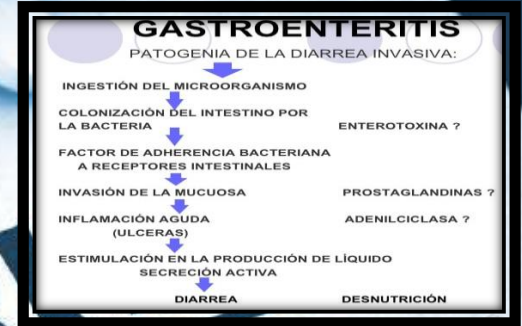 GASTROENTERITIS
PATOGENIA DE LA DIARREA INVASIVA:
INGESTIÓN DEL MICROORGANISMO
COLONIZACIÓN DEL INTESTINO POR
LA BACTERIA ENTEROTOXINA ?
FACTOR DE ADHERENCIA BACTERIANA
A RECEPTORES INTESTINALES
INVASIÓN DE LA MUCUOSA PROSTAGLANDINAS ?
INFLAMACIÓN AGUDA ADENILCICLASA ?
(ULCERAS)
ESTIMULACIÓN EN LA PRODUCCIÓN DE LÌQUIDO
SECRECIÓN ACTIVA
DIARREA DESNUTRICIÓN